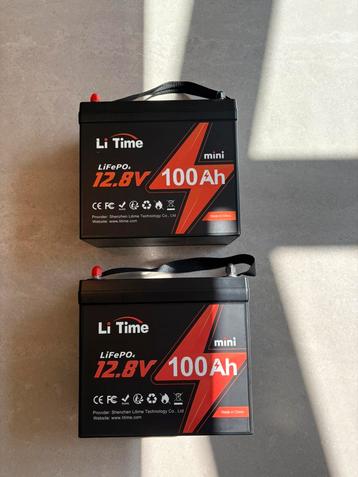 Li Time
mini
LiFePO₄
12.8V 100Ah
Provider: Shenzhen Litime Technology Co., Ltd
Website: www.litime.com
Made in China
Li Time
mini
LiFePO₄
12.8V 100Ah
Provider: Shenzhen Litime Technology Co., Ltd
Website: www.litime.com
Made in China